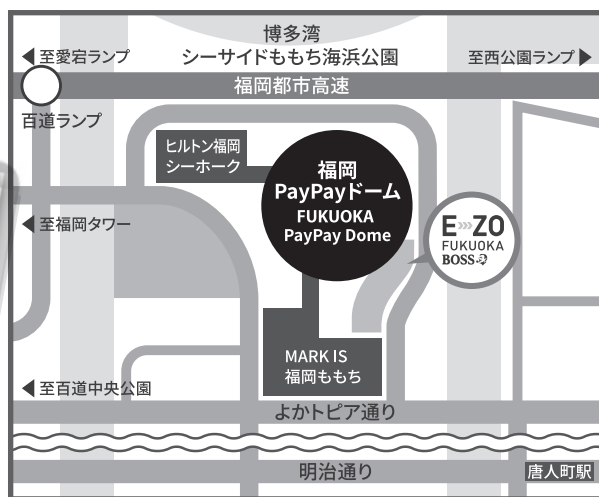 博多湾
シーサイドももち海浜公園
至愛宕ランプ
至西公園ランプ
福岡都市高速
百道ランプ
ヒルトン福岡
シーホーク
福岡
PayPayドーム
FUKUOKA
PayPay Dome
E>>>ZO
FUKUOKA
BOSS
至福岡タワー
MARK IS
福岡ももち
至百道中央公園
よかトピア通り
明治通り
唐人町駅